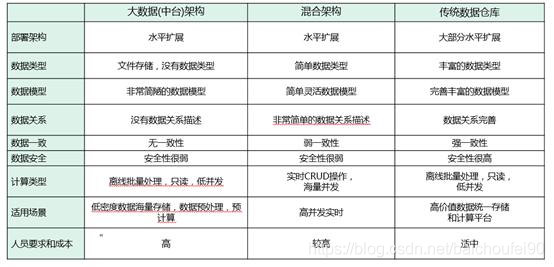 大数据(中台)架构 混合架构 传统数据仓库
部署架构 水平扩展 水平扩展 大部分水平扩展
数据类型 文件存储，没有数据类型 简单数据类型 丰富的数据类型
数据模型 非常简陋的数据模型 简单灵活数据模型 完善丰富的数据模型
数据关系 没有数据关系描述 非常简单的数据关系描述 数据关系完善
数据一致 无一致性 弱一致性 强一致性
数据安全 安全性很弱 安全性很弱 安全性很高
计算类型 离线批量处理，只读，低并发 实时CRUD操作， 离线批量处理，只读，
海量并发 低并发
适用场景 低密度数据海量存储，数据预处理，预 高并发实时 高价值数据统一存储
计算 和计算平台
人员要求和成本 " 高 较高 适中
https://blog.csdn.net/baichoufei90